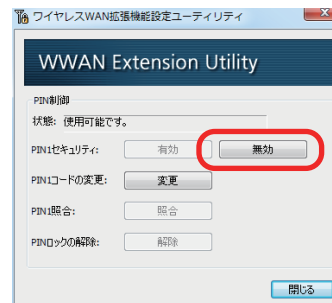 ワイヤレスWAN拡張機能設定ユーティリティ
WWAN Extension Utility
PIN制御
状態: 使用可能です。
PIN1セキュリティ: 有効 無効
PIN1コードの変更: 変更
PIN1照合: 照合
PINロックの解除: 解除
閉じる